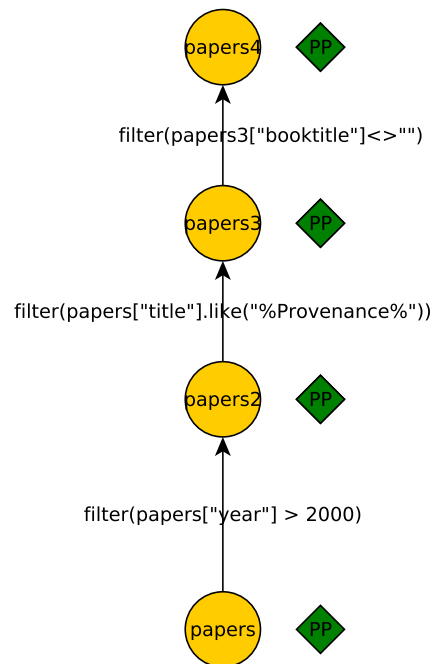 papers4 PP
filter(papers3["booktitle"]<>"")
papers3 PP
filter(papers["title"].like("%Provenance%"))
papers2 PP
filter(papers["year"] > 2000)
papers PP